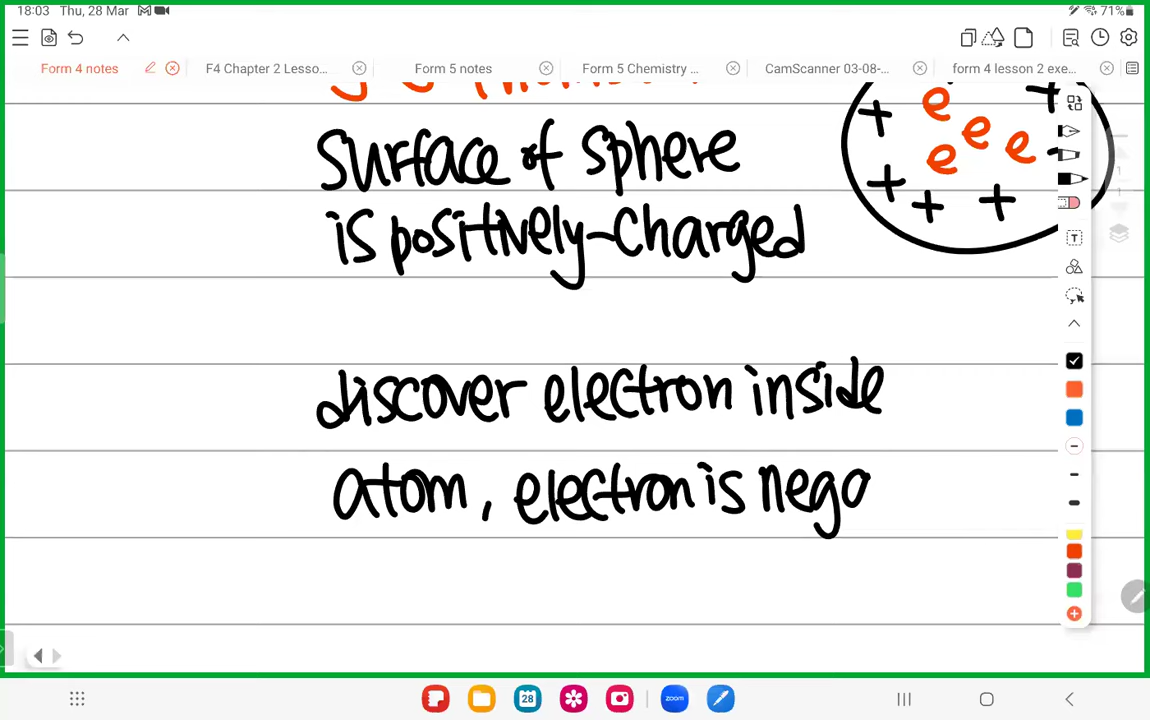 18:03 Thu, 28 Mar
71%
Form 4 notes
F4 Chapter 2 Lesso...
Form 5 notes
Form 5 Chemistry ...
CamScanner 03-08-...
form 4 lesson 2 exe...
surface of sphere
is positively-charged
discover electron inside
atom, electron is nega
+ e e e e +
+ + + +
T
28
zoom